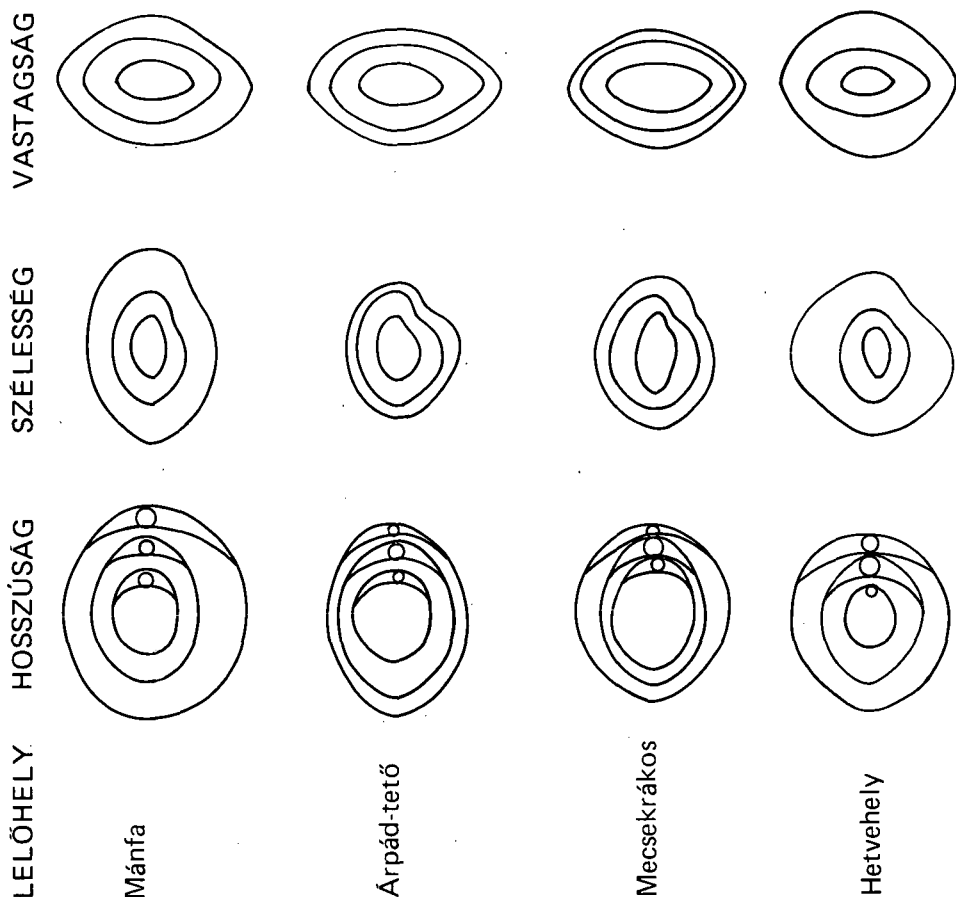 LELŐHELY HOSSZÚSÁG SZÉLESSÉG VASTAGSÁG
Mánfa
Árpád-tető
Mecsekrákos
Hetvehely